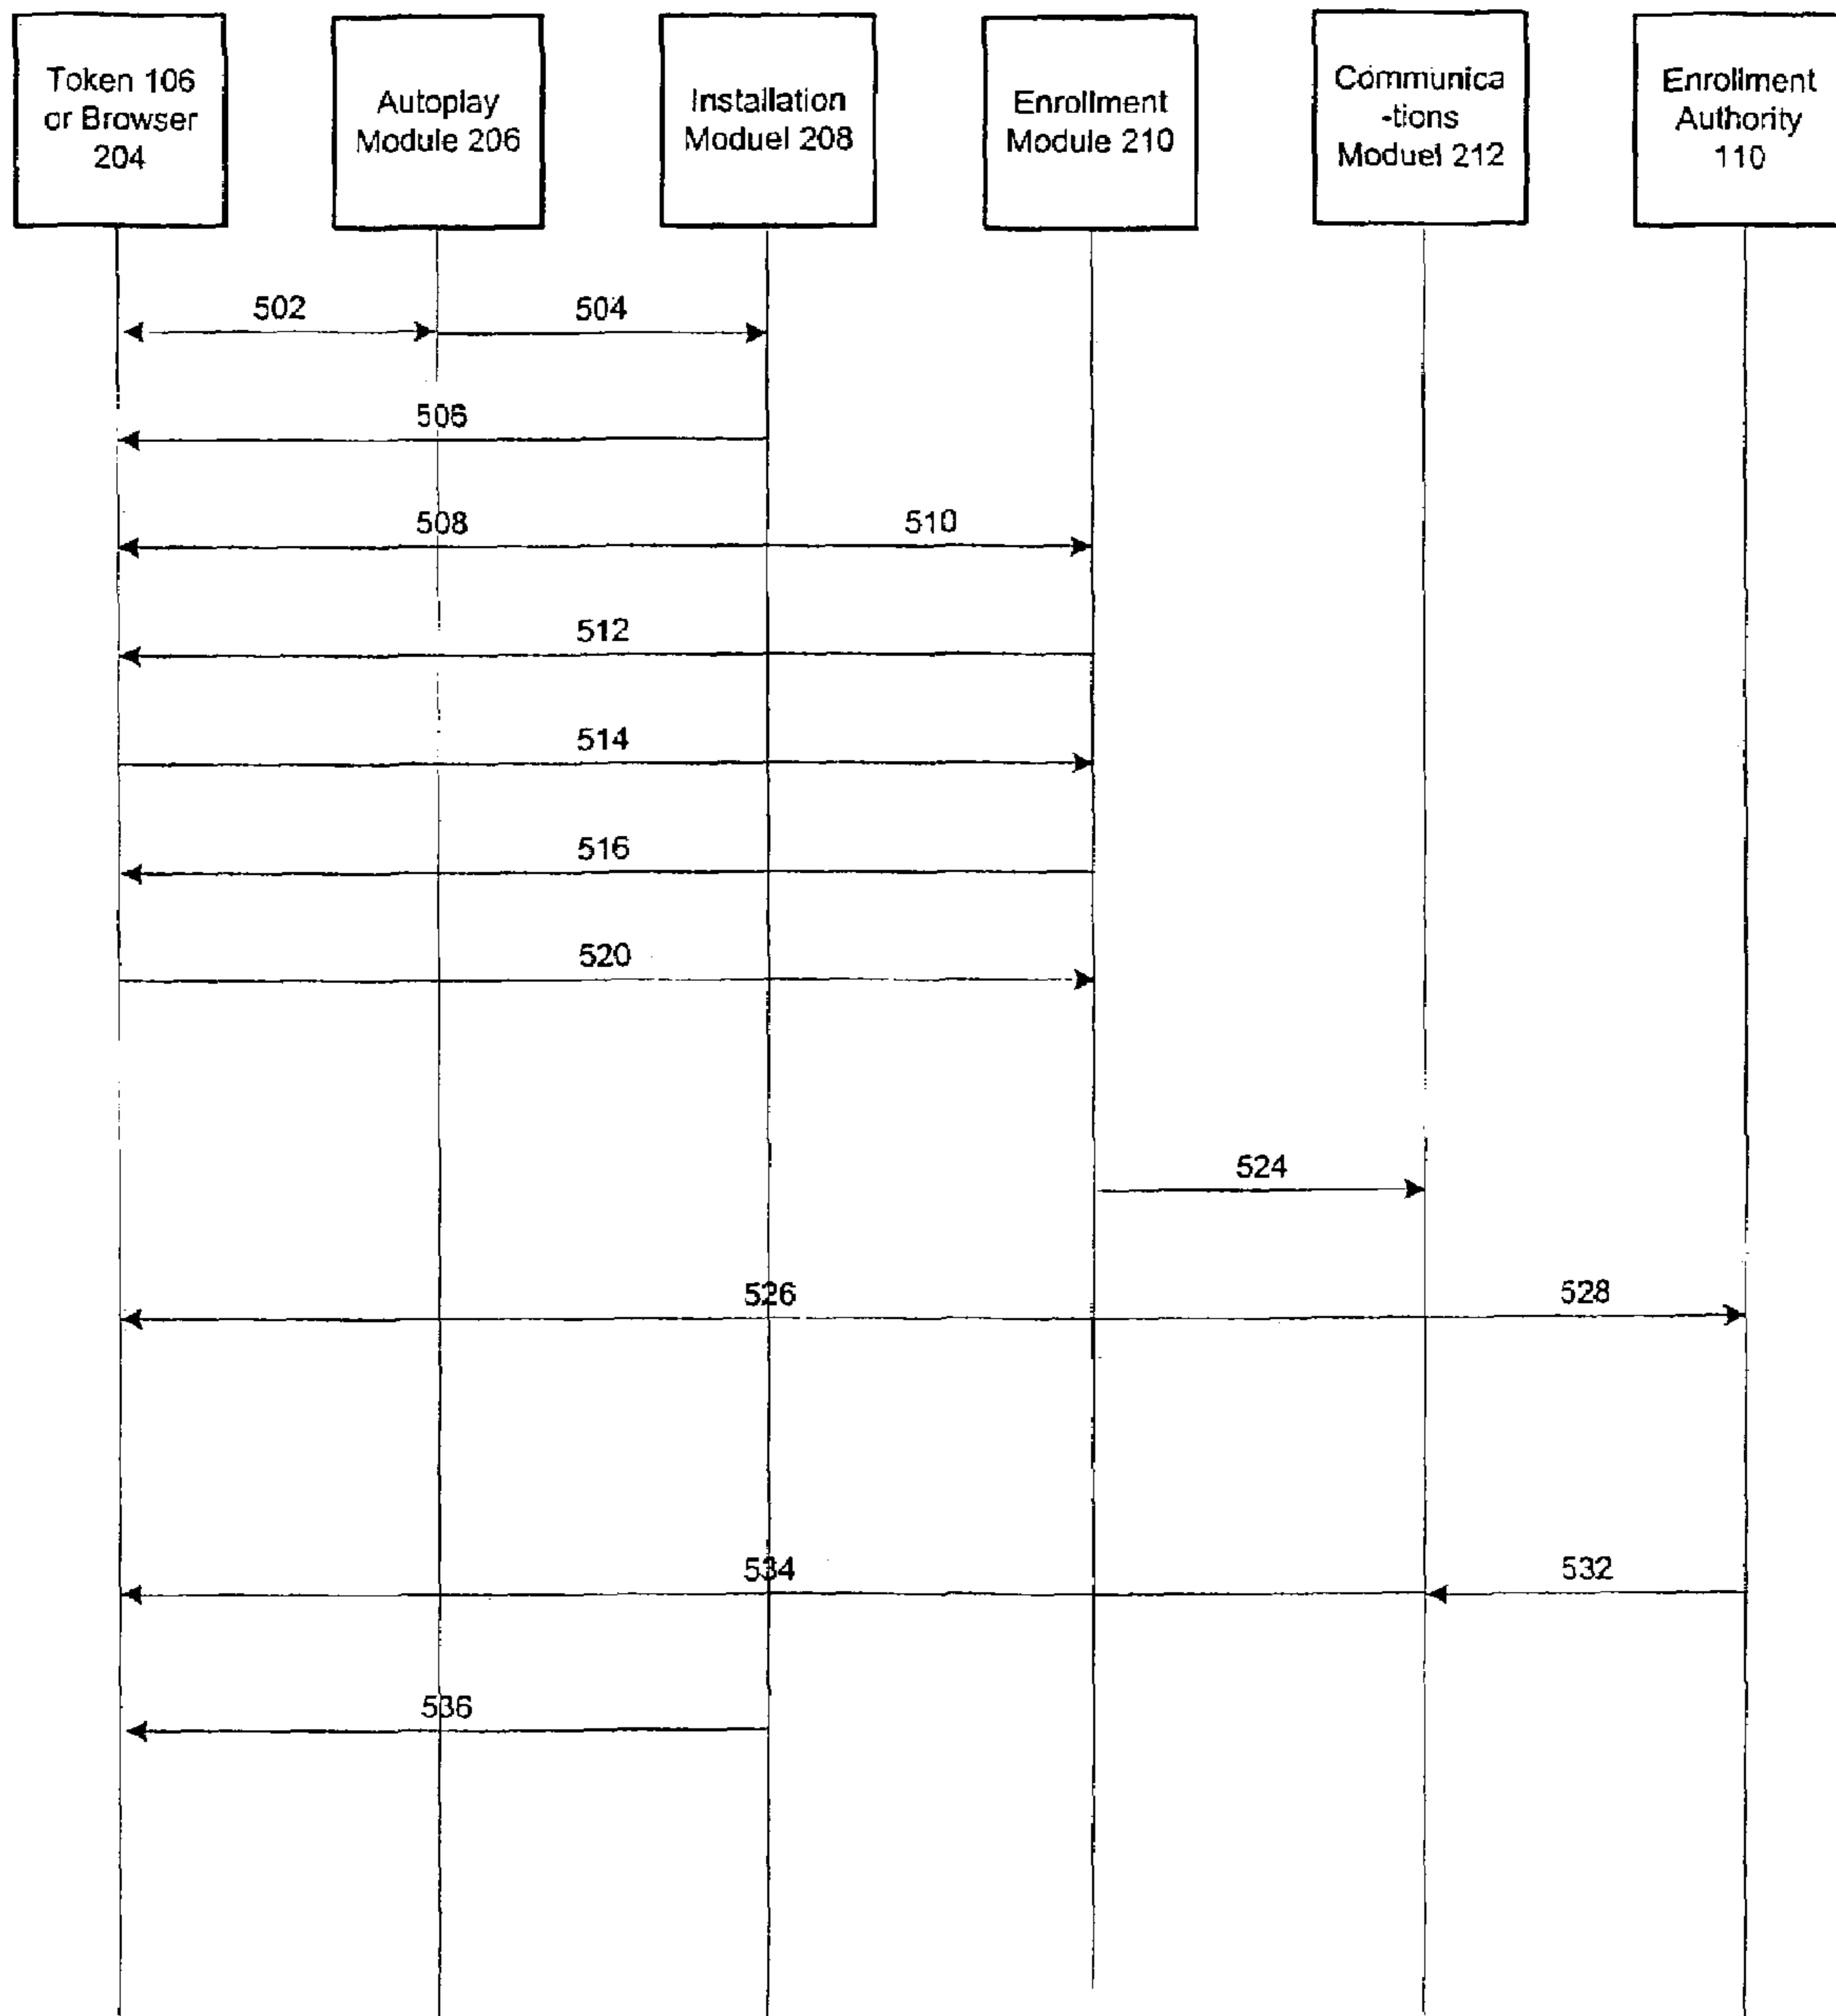 Token 106
or Browser
204
Autoplay
Module 206
Installation
Moduel 208
Enrollment
Module 210
Communica
-tions
Moduel 212
Enrollment
Authority
110
502
504
506
508
510
512
514
516
520
524
526
528
534
532
536